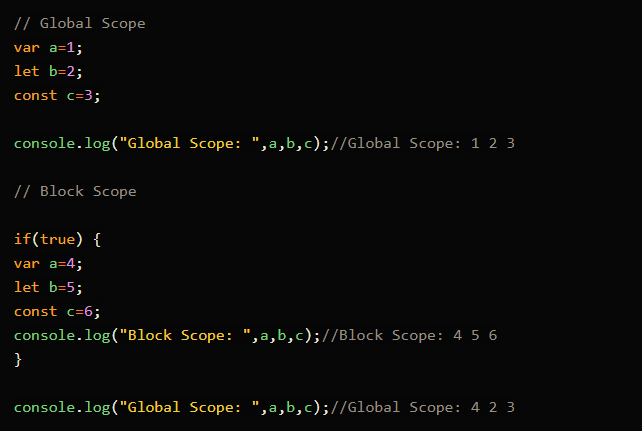 // Global Scope
var a=1;
let b=2;
const c=3;
console.log("Global Scope: ",a,b,c);//Global Scope: 1 2 3
// Block Scope
if(true) {
var a=4;
let b=5;
const c=6;
console.log("Block Scope: ",a,b,c);//Block Scope: 4 5 6
}
console.log("Global Scope: ",a,b,c);//Global Scope: 4 2 3